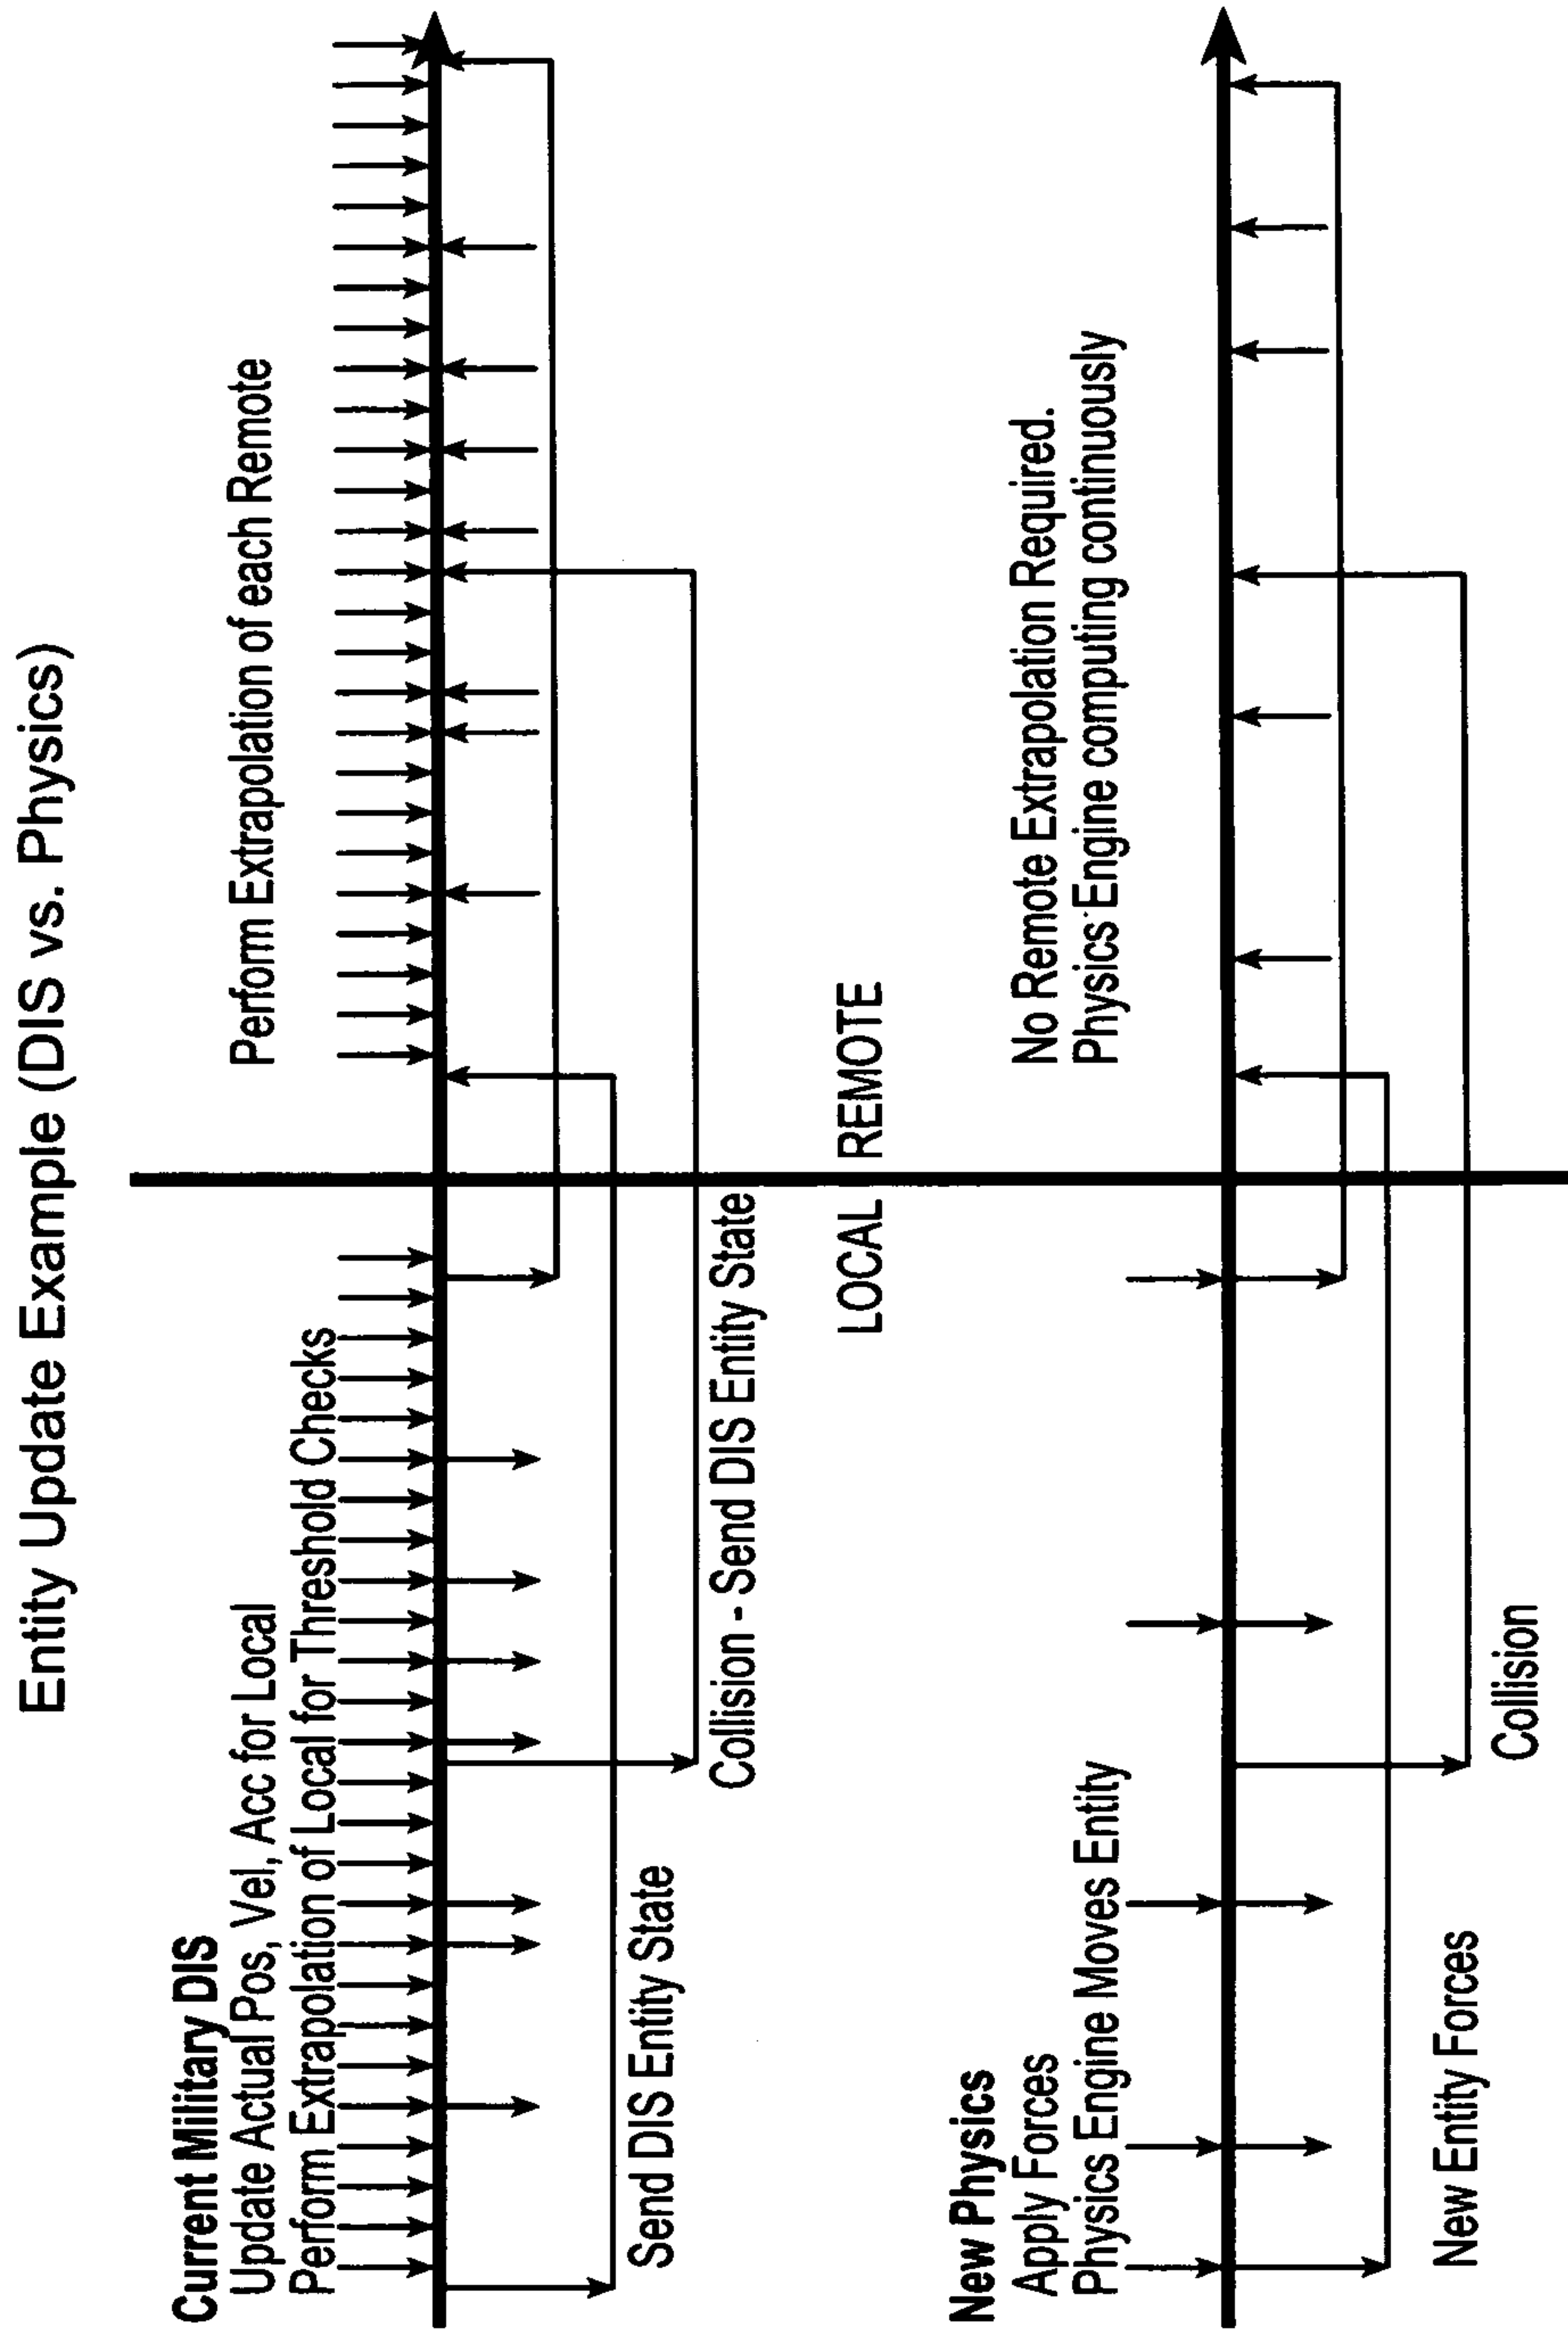 Entity Update Example (DIS vs. Physics)
Current Military DIS
Update Actual Pos, Vel, Acc for Local
Perform Extrapolation of Local for Threshold Checks
Perform Extrapolation of each Remote
Send DIS Entity State
Collision - Send DIS Entity State
LOCAL REMOTE
New Physics
Apply Forces
Physics Engine Moves Entity
No Remote Extrapolation Required.
Physics Engine computing continuously
New Entity Forces
Collision